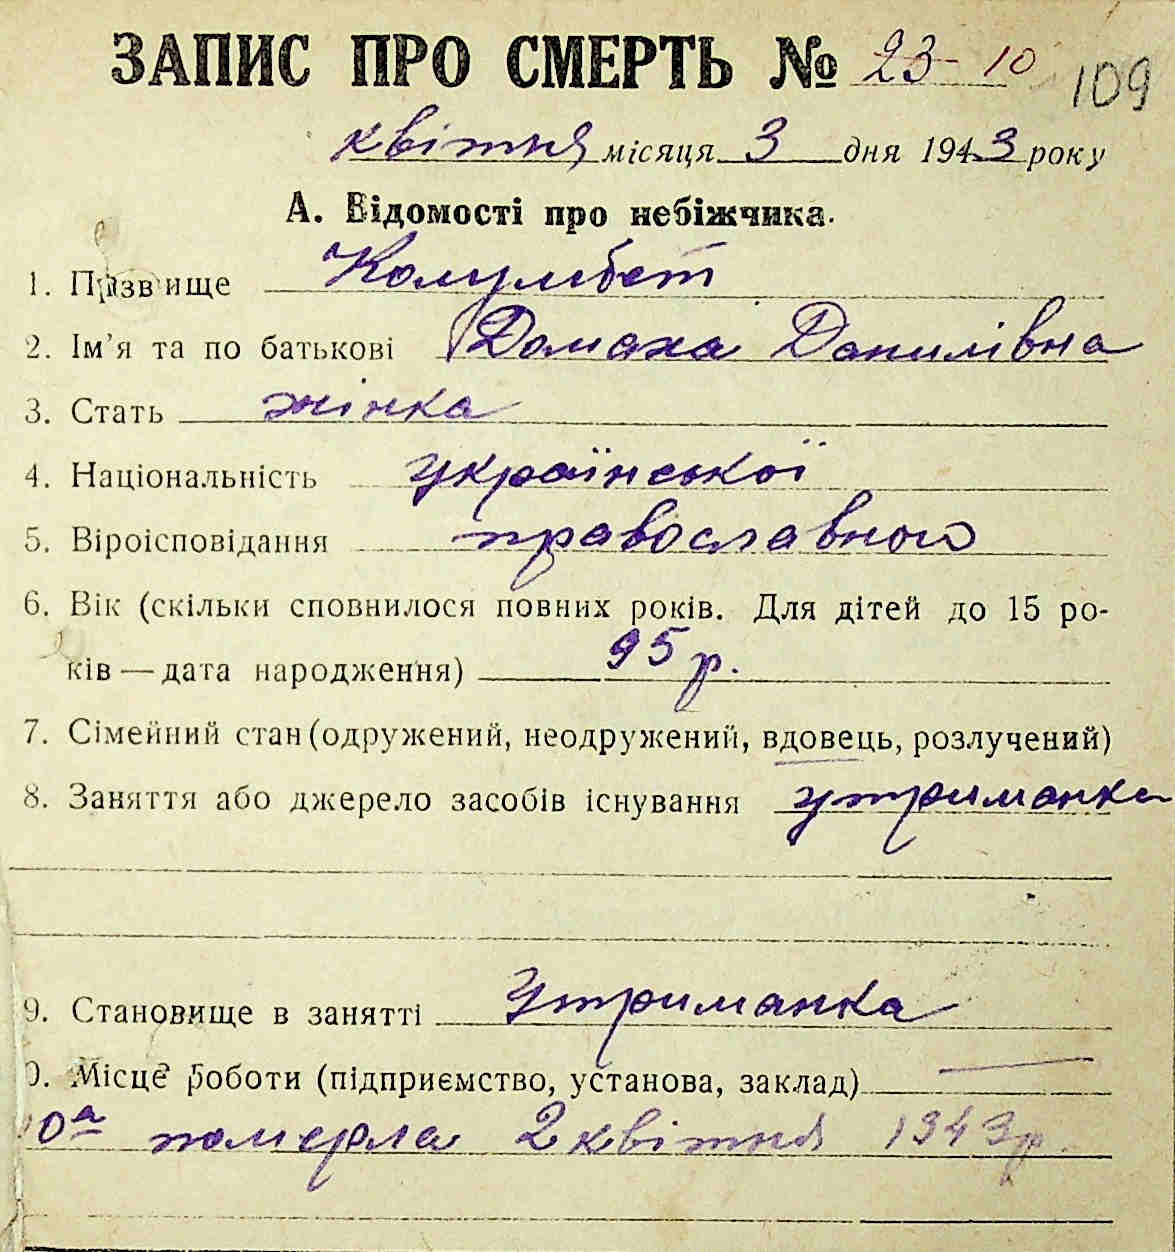 ЗАПИС ПРО СМЕРТЬ № 23 - 10
109
квітня місяця 3 дня 1943 року
А. Відомості про небіжчика.
1. Прізвище Колумбет
2. Ім’я та по батькові Домаха Данилівна
3. Стать жінка
4. Національність української
5. Віроісповідання православной
6. Вік (скільки сповнилося повних років. Для дітей до 15 ро-
ків — дата народження) 95 р.
7. Сімейний стан (одружений, неодружений, вдовець, розлучений)
8. Заняття або джерело засобів існування утриманка
9. Становище в занятті Утриманка
0. Місце роботи (підприємство, установа, заклад) —
10а померла 2 квітня 1943 р.